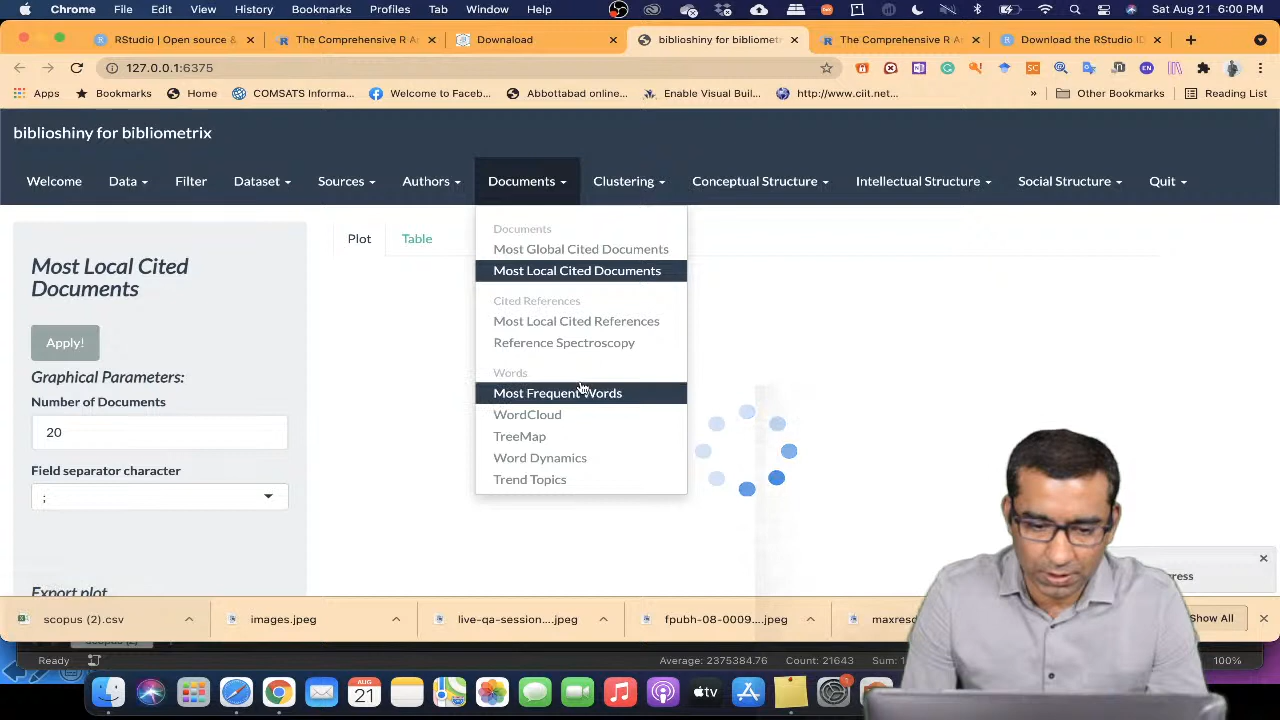 Chrome File Edit View History Bookmarks Profiles Tab Window Help Sat Aug 21 6:00 PM
RStudio | Open source & The Comprehensive R Ar Downalaod biblioshiny for bibliometr The Comprehensive R A Download the RStudio ID
127.0.0.1:6375
Apps Bookmarks Home COMSATS Informa... Welcome to Faceb... Abbottabad online... Enable Visual Buil... http://www.ciit.net... » Other Bookmarks Reading List
biblioshiny for bibliometrix
Welcome Data Filter Dataset Sources Authors Documents Clustering Conceptual Structure Intellectual Structure Social Structure Quit
Documents
Most Global Cited Documents
Most Local Cited Documents
Cited References
Most Local Cited References
Reference Spectroscopy
Words
Most Frequent Words
WordCloud
TreeMap
Word Dynamics
Trend Topics
Plot Table
Most Local Cited
Documents
Apply!
Graphical Parameters:
Number of Documents
20
Field separator character
;
Export plot
scopus (2).csv images.jpeg live-qa-session....jpeg fpubh-08-0009....jpeg Show All
Ready Average: 2375384.76 Count: 21643 100%
AUG
21
tv